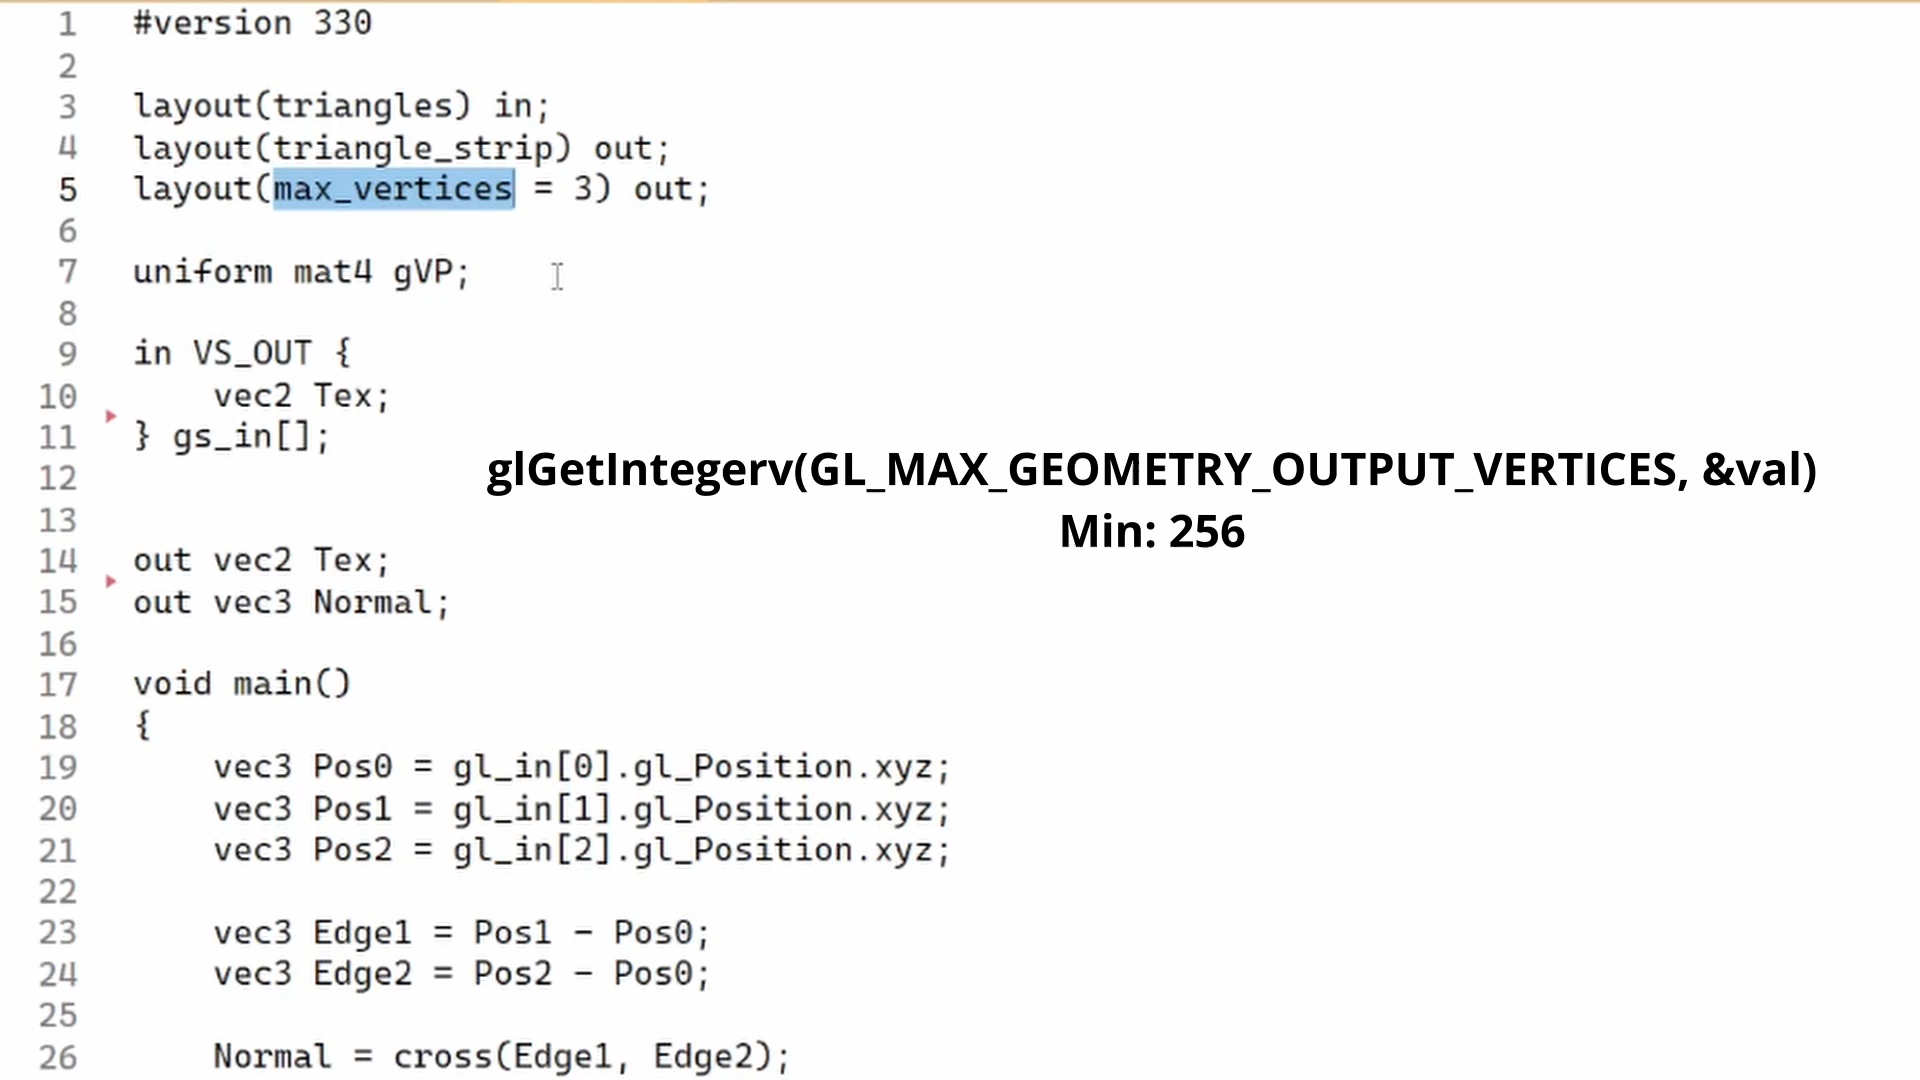 1 #version 330
2
3 layout(triangles) in;
4 layout(triangle_strip) out;
5 layout(max_vertices = 3) out;
6
7 uniform mat4 gVP;
8
9 in VS_OUT {
10     vec2 Tex;
11 } gs_in[];
glGetIntegerv(GL_MAX_GEOMETRY_OUTPUT_VERTICES, &val)
12
13
Min: 256
14 out vec2 Tex;
15 out vec3 Normal;
16
17 void main()
18 {
19     vec3 Pos0 = gl_in[0].gl_Position.xyz;
20     vec3 Pos1 = gl_in[1].gl_Position.xyz;
21     vec3 Pos2 = gl_in[2].gl_Position.xyz;
22
23     vec3 Edge1 = Pos1 - Pos0;
24     vec3 Edge2 = Pos2 - Pos0;
25
26     Normal = cross(Edge1, Edge2);